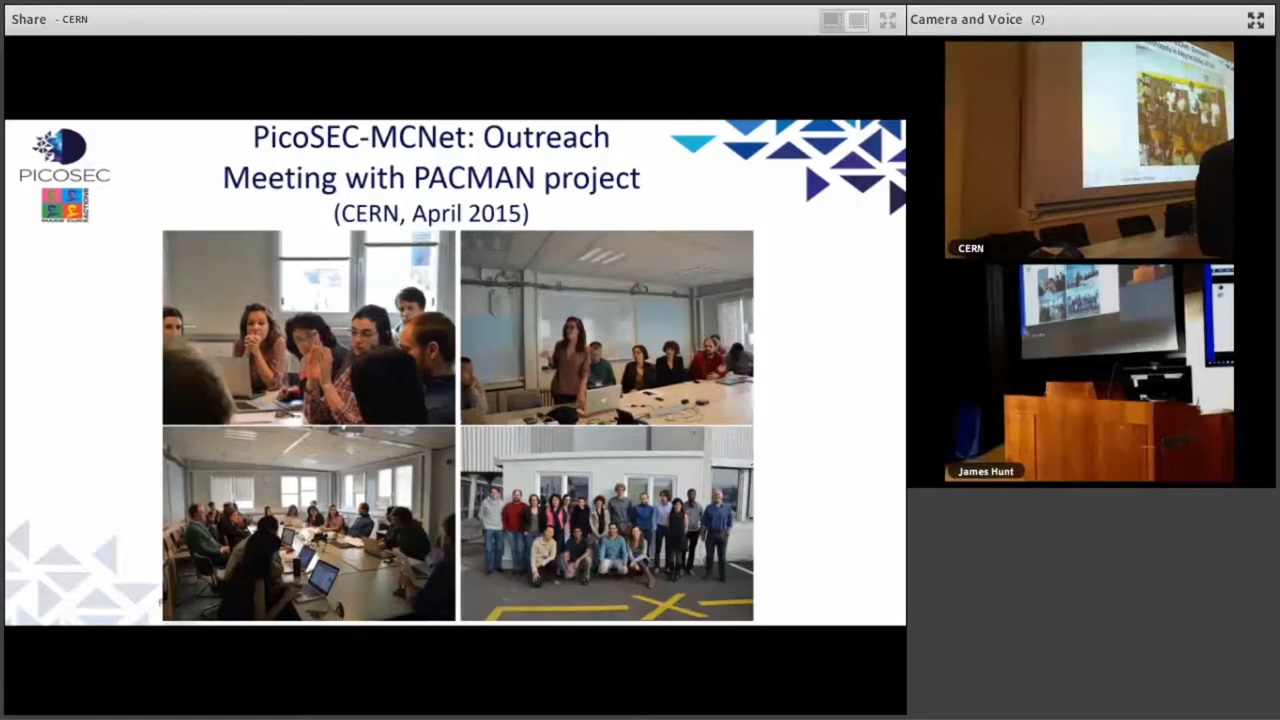 Share - CERN
Camera and Voice (2)
PICOSEC
PicoSEC-MCNet: Outreach
Meeting with PACMAN project
(CERN, April 2015)
CERN
James Hunt